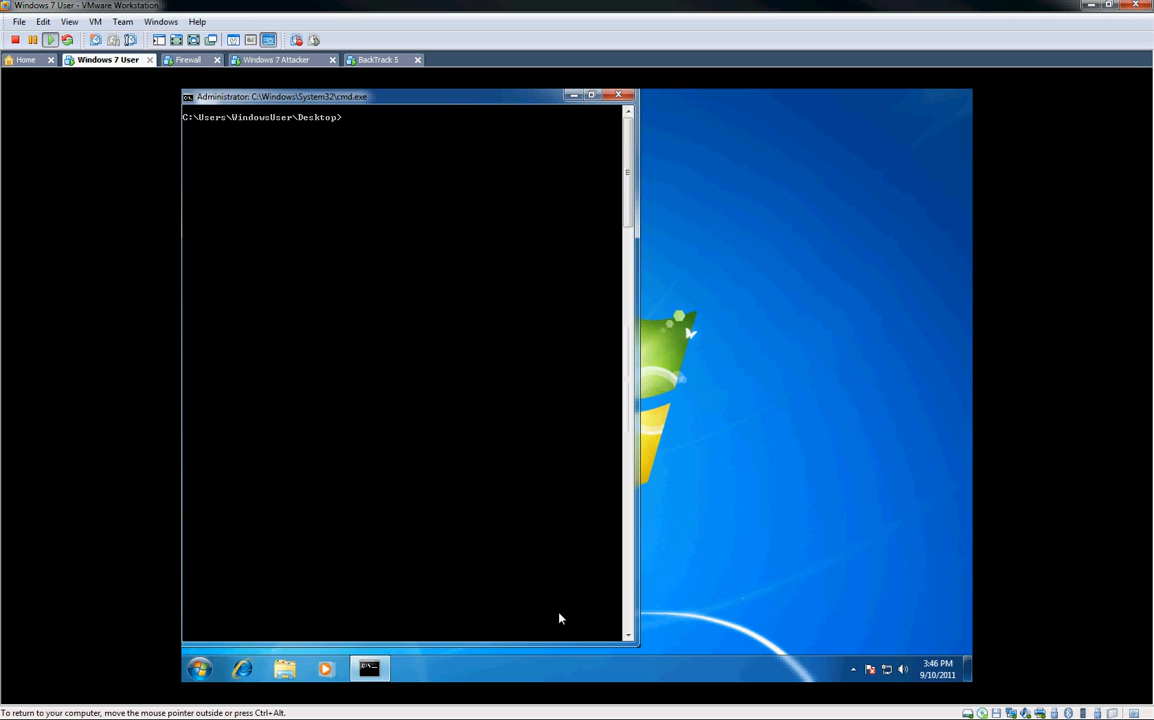 Windows 7 User - VMware Workstation
File Edit View VM Team Windows Help
Home Windows 7 User Firewall Windows 7 Attacker BackTrack 5
Administrator: C:\Windows\System32\cmd.exe
C:\Users\WindowsUser\Desktop>
3:46 PM
9/10/2011
To return to your computer, move the mouse pointer outside or press Ctrl+Alt.